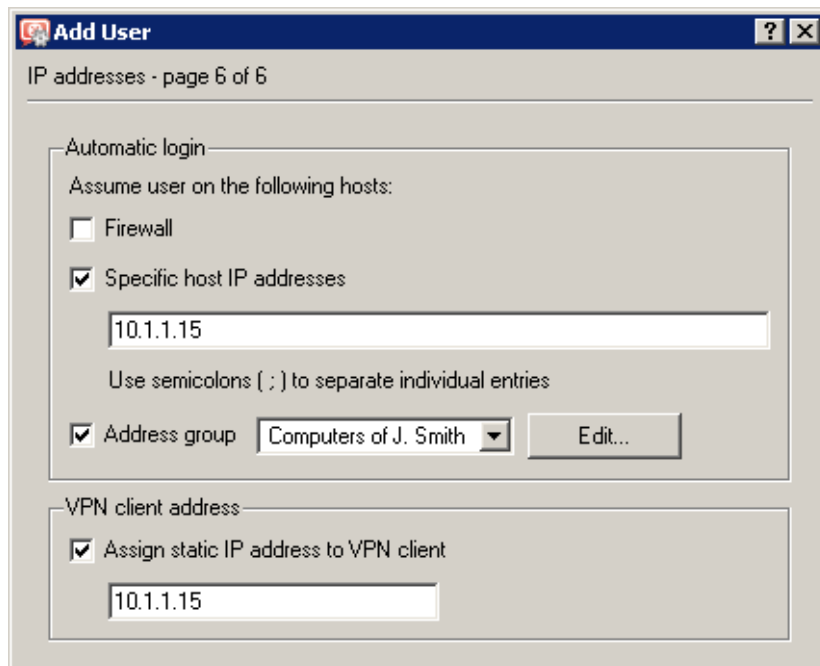 Add User
IP addresses - page 6 of 6
Automatic login
Assume user on the following hosts:
Firewall
Specific host IP addresses
10.1.1.15
Use semicolons ( ; ) to separate individual entries
Address group Computers of J. Smith Edit...
VPN client address
Assign static IP address to VPN client
10.1.1.15